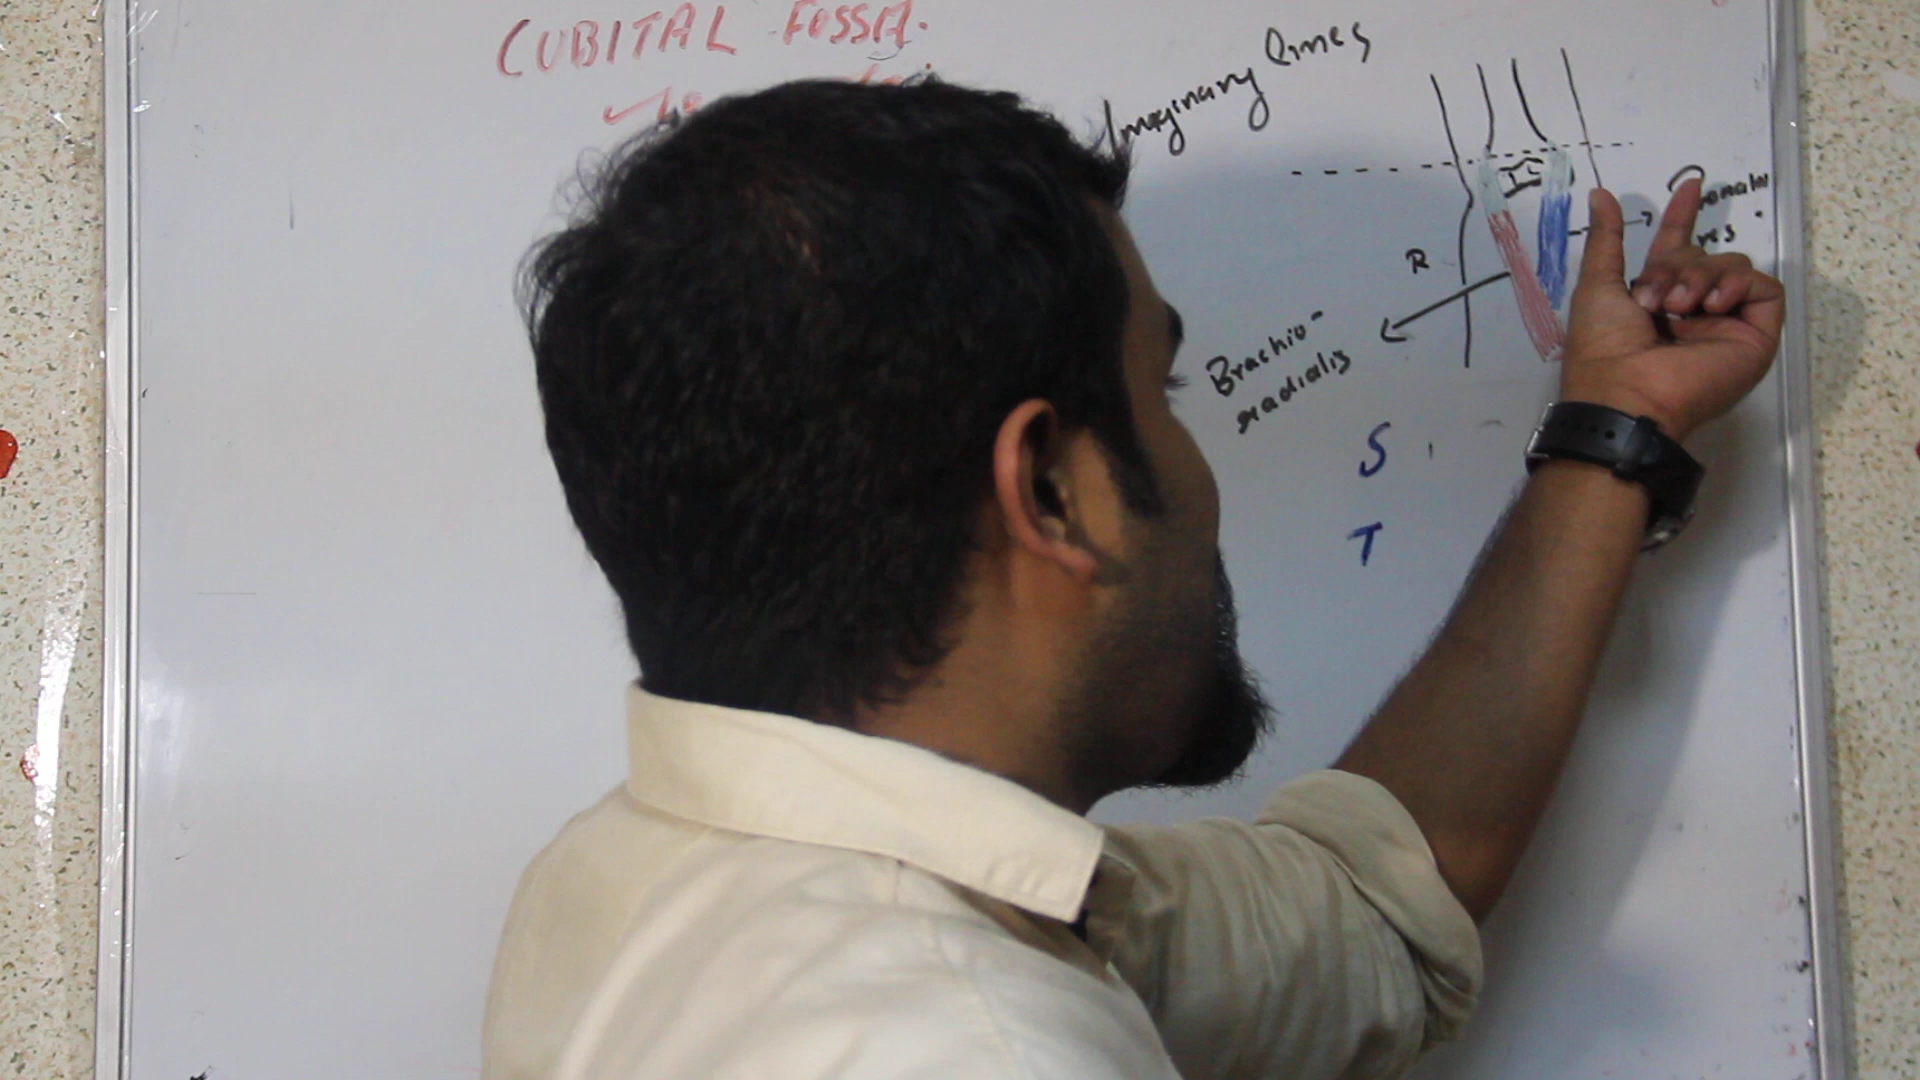 CUBITAL FOSSA.
Imaginary lines
R
Brachio-
radialis
S
T